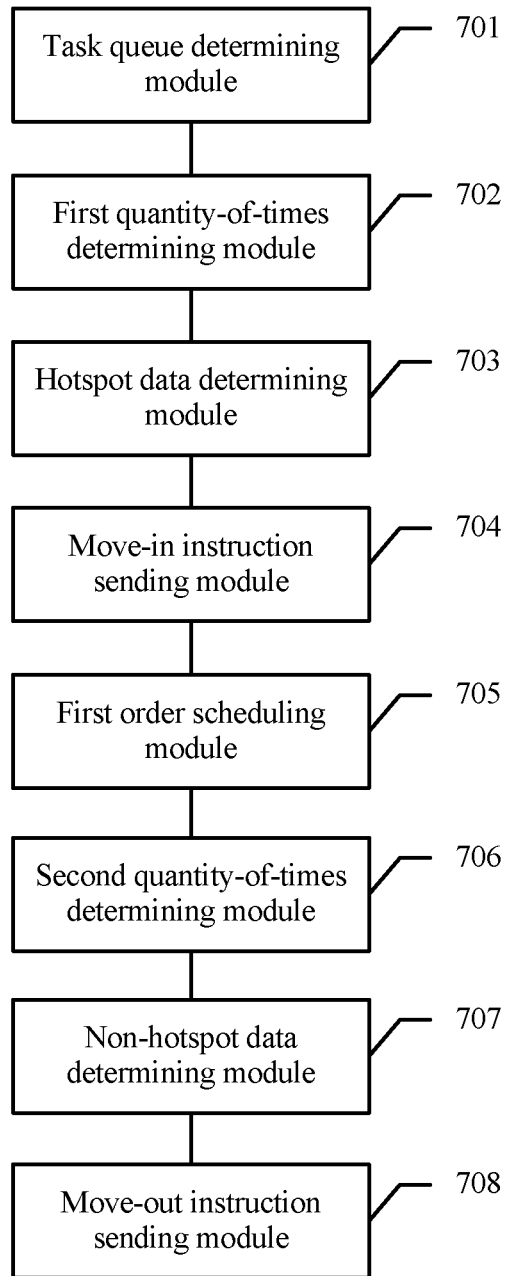 701
Task queue determining
module
702
First quantity-of-times
determining module
703
Hotspot data determining
module
704
Move-in instruction
sending module
705
First order scheduling
module
706
Second quantity-of-times
determining module
707
Non-hotspot data
determining module
708
Move-out instruction
sending module